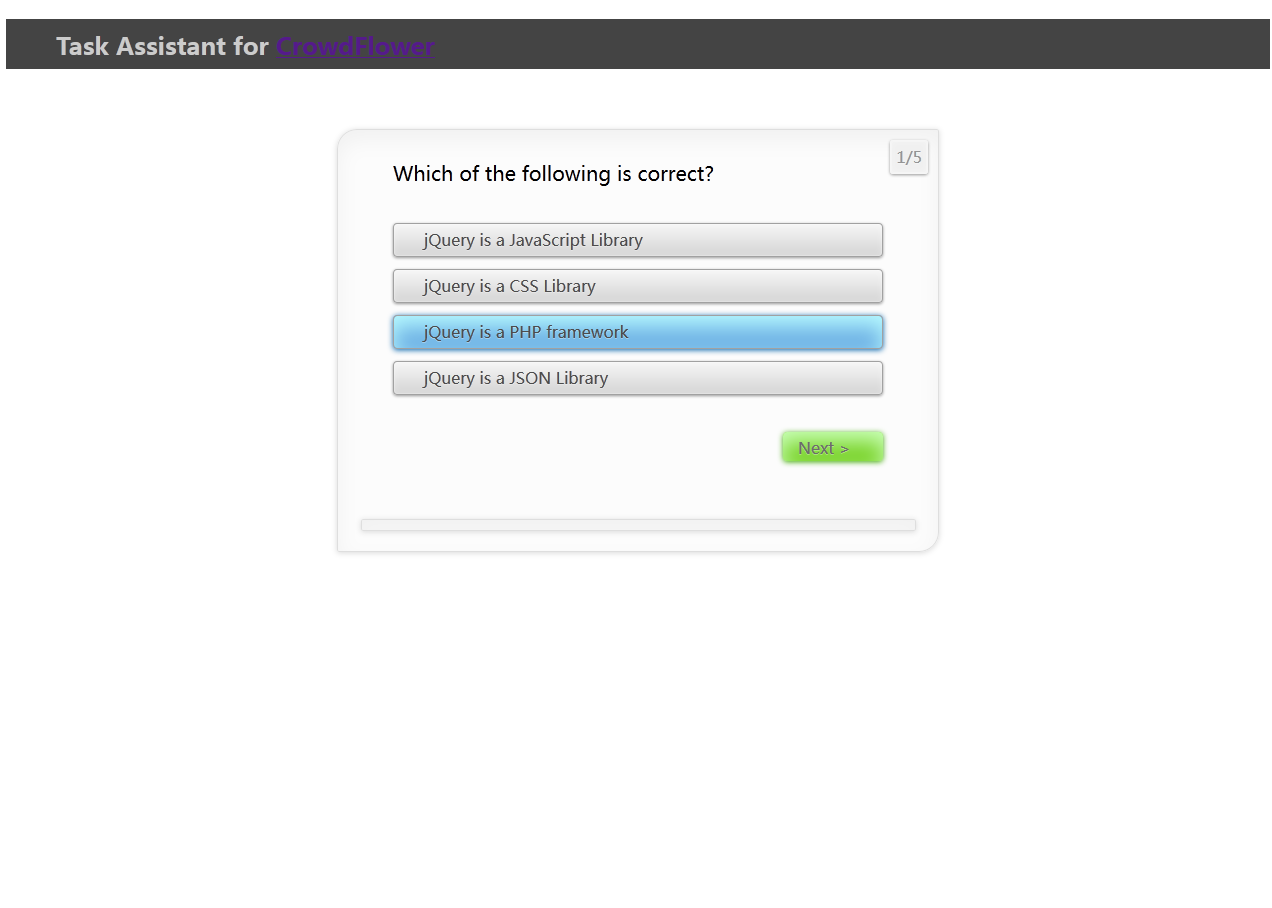 Task Assistant for CrowdFlower
1/5
Which of the following is correct?
jQuery is a JavaScript Library
jQuery is a CSS Library
jQuery is a PHP framework
jQuery is a JSON Library
Next >